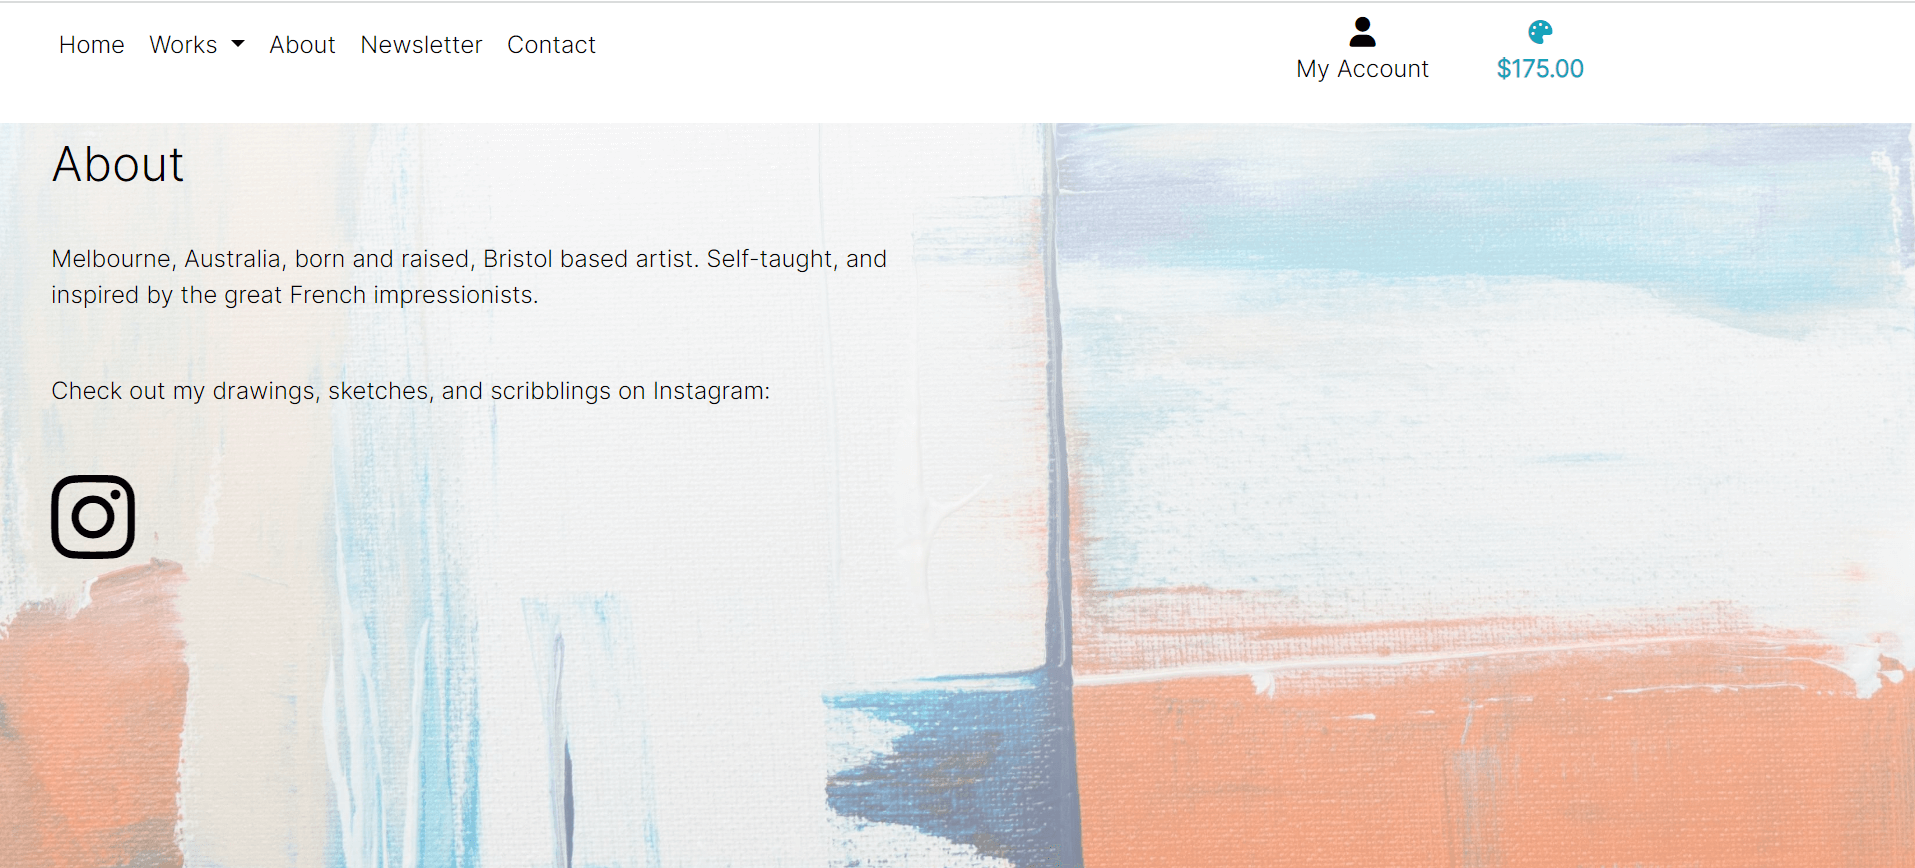 Home Works About Newsletter Contact
My Account $175.00
About
Melbourne, Australia, born and raised, Bristol based artist. Self-taught, and
inspired by the great French impressionists.
Check out my drawings, sketches, and scribblings on Instagram: